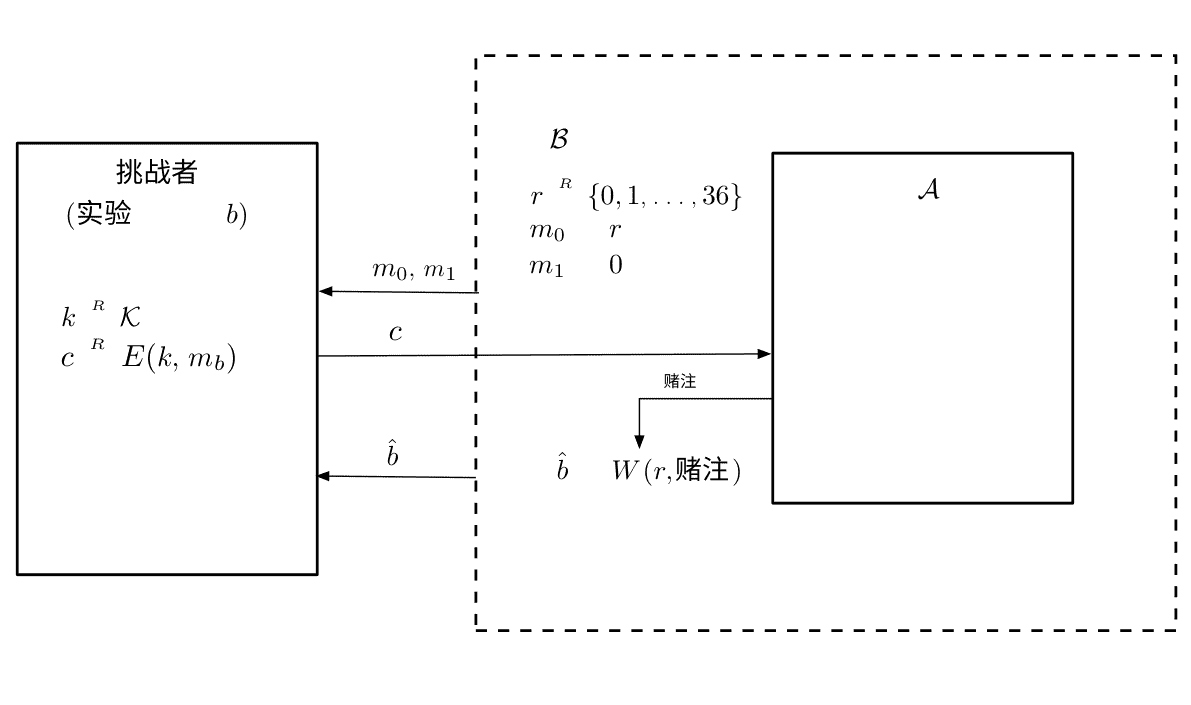 挑战者
(实验 b)
k R 𝒦
c R E(k, m_b)
m_0, m_1
c
b̂
ℬ
r R {0, 1, . . . , 36}
m_0 r
m_1 0
赌注
b̂ W(r,赌注)
𝒜